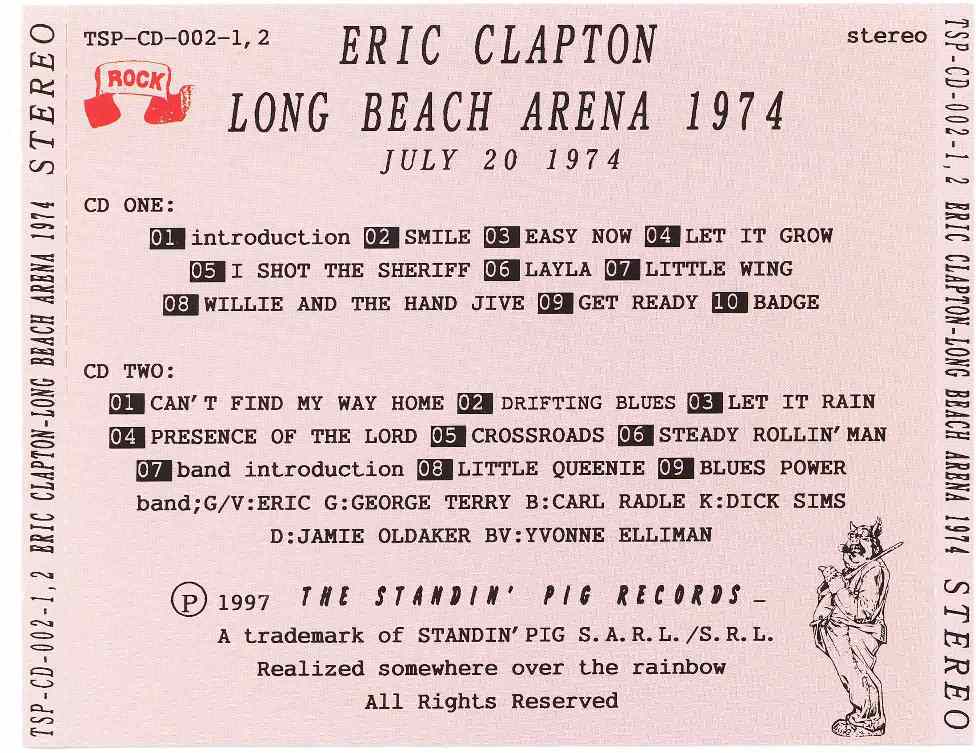 TSP-CD-002-1,2
stereo
ERIC CLAPTON
ROCK
LONG BEACH ARENA 1974
JULY 20 1974
CD ONE:
01 introduction 02 SMILE 03 EASY NOW 04 LET IT GROW
05 I SHOT THE SHERIFF 06 LAYLA 07 LITTLE WING
08 WILLIE AND THE HAND JIVE 09 GET READY 10 BADGE
CD TWO:
01 CAN'T FIND MY WAY HOME 02 DRIFTING BLUES 03 LET IT RAIN
04 PRESENCE OF THE LORD 05 CROSSROADS 06 STEADY ROLLIN' MAN
07 band introduction 08 LITTLE QUEENIE 09 BLUES POWER
band;G/V:ERIC G:GEORGE TERRY B:CARL RADLE K:DICK SIMS
D:JAMIE OLDAKER BV:YVONNE ELLIMAN
Ⓟ 1997 THE STANDIN' PIG RECORDS _
A trademark of STANDIN' PIG S.A.R.L./S.R.L.
Realized somewhere over the rainbow
All Rights Reserved
TSP-CD-002-1,2 ERIC CLAPTON-LONG BEACH ARENA 1974 STEREO
TSP-CD-002-1,2 ERIC CLAPTON-LONG BEACH ARENA 1974 STEREO